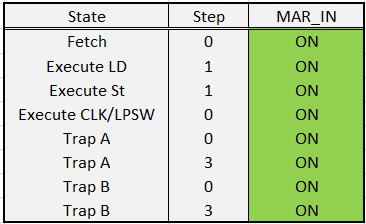 State Step MAR_IN
Fetch 0 ON
Execute LD 1 ON
Execute St 1 ON
Execute CLK/LPSW 0 ON
Trap A 0 ON
Trap A 3 ON
Trap B 0 ON
Trap B 3 ON